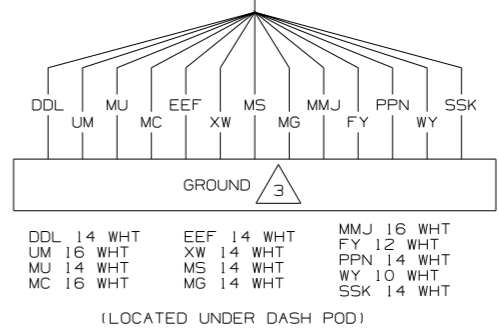 DDL MU EEF MS MMJ PPN SSK
UM MC XW MG FY WY
GROUND 3
DDL 14 WHT
UM 16 WHT
MU 14 WHT
MC 16 WHT
EEF 14 WHT
XW 14 WHT
MS 14 WHT
MG 14 WHT
MMJ 16 WHT
FY 12 WHT
PPN 14 WHT
WY 10 WHT
SSK 14 WHT
(LOCATED UNDER DASH POD)